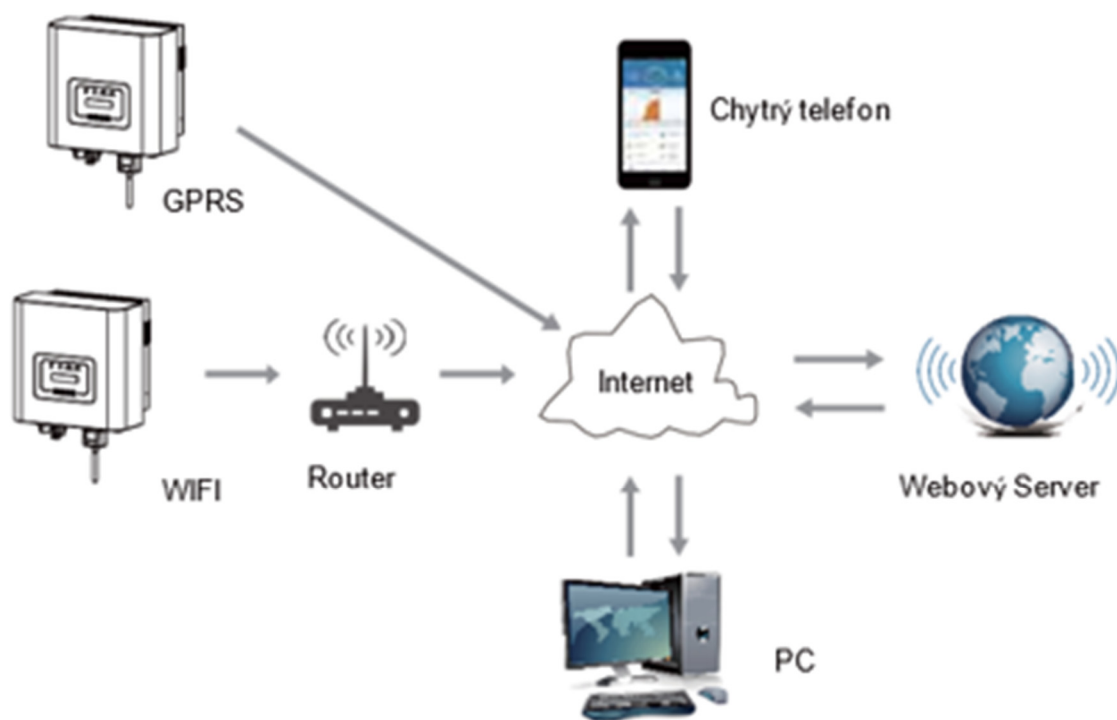 Chytrý telefon
GPRS
Internet
WIFI
Router
Webový Server
PC